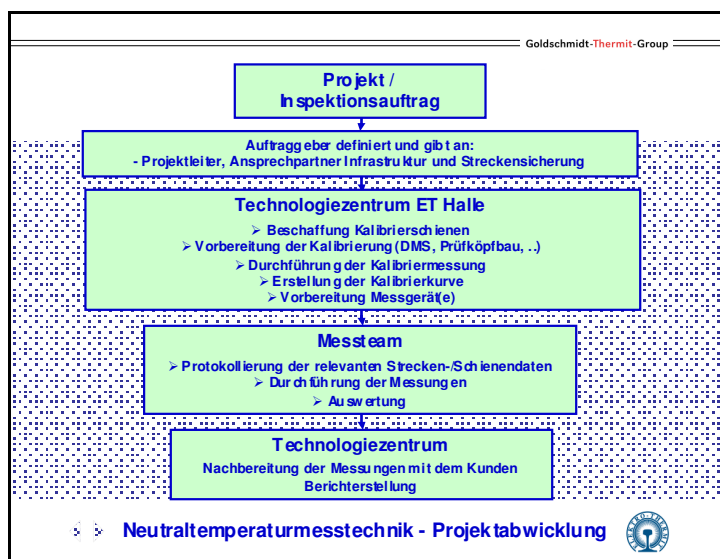 Goldschmidt-Thermit-Group
Projekt /
Inspektionsauftrag
Auftraggeber definiert und gibt an:
- Projektleiter, Ansprechpartner Infrastruktur und Streckensicherung
Technologiezentrum ET Halle
➢ Beschaffung Kalibrierschienen
➢ Vorbereitung der Kalibrierung (DMS, Prüfköpfbau, ..)
➢ Durchführung der Kalibriermessung
➢ Erstellung der Kalibrierkurve
➢ Vorbereitung Messgerät(e)
Messteam
➢ Protokollierung der relevanten Strecken-/Schienendaten
➢ Durchführung der Messungen
➢ Auswertung
Technologiezentrum
Nachbereitung der Messungen mit dem Kunden
Berichterstellung
Neutraltemperaturmesstechnik - Projektabwicklung
ELEKTRO-THERMIT